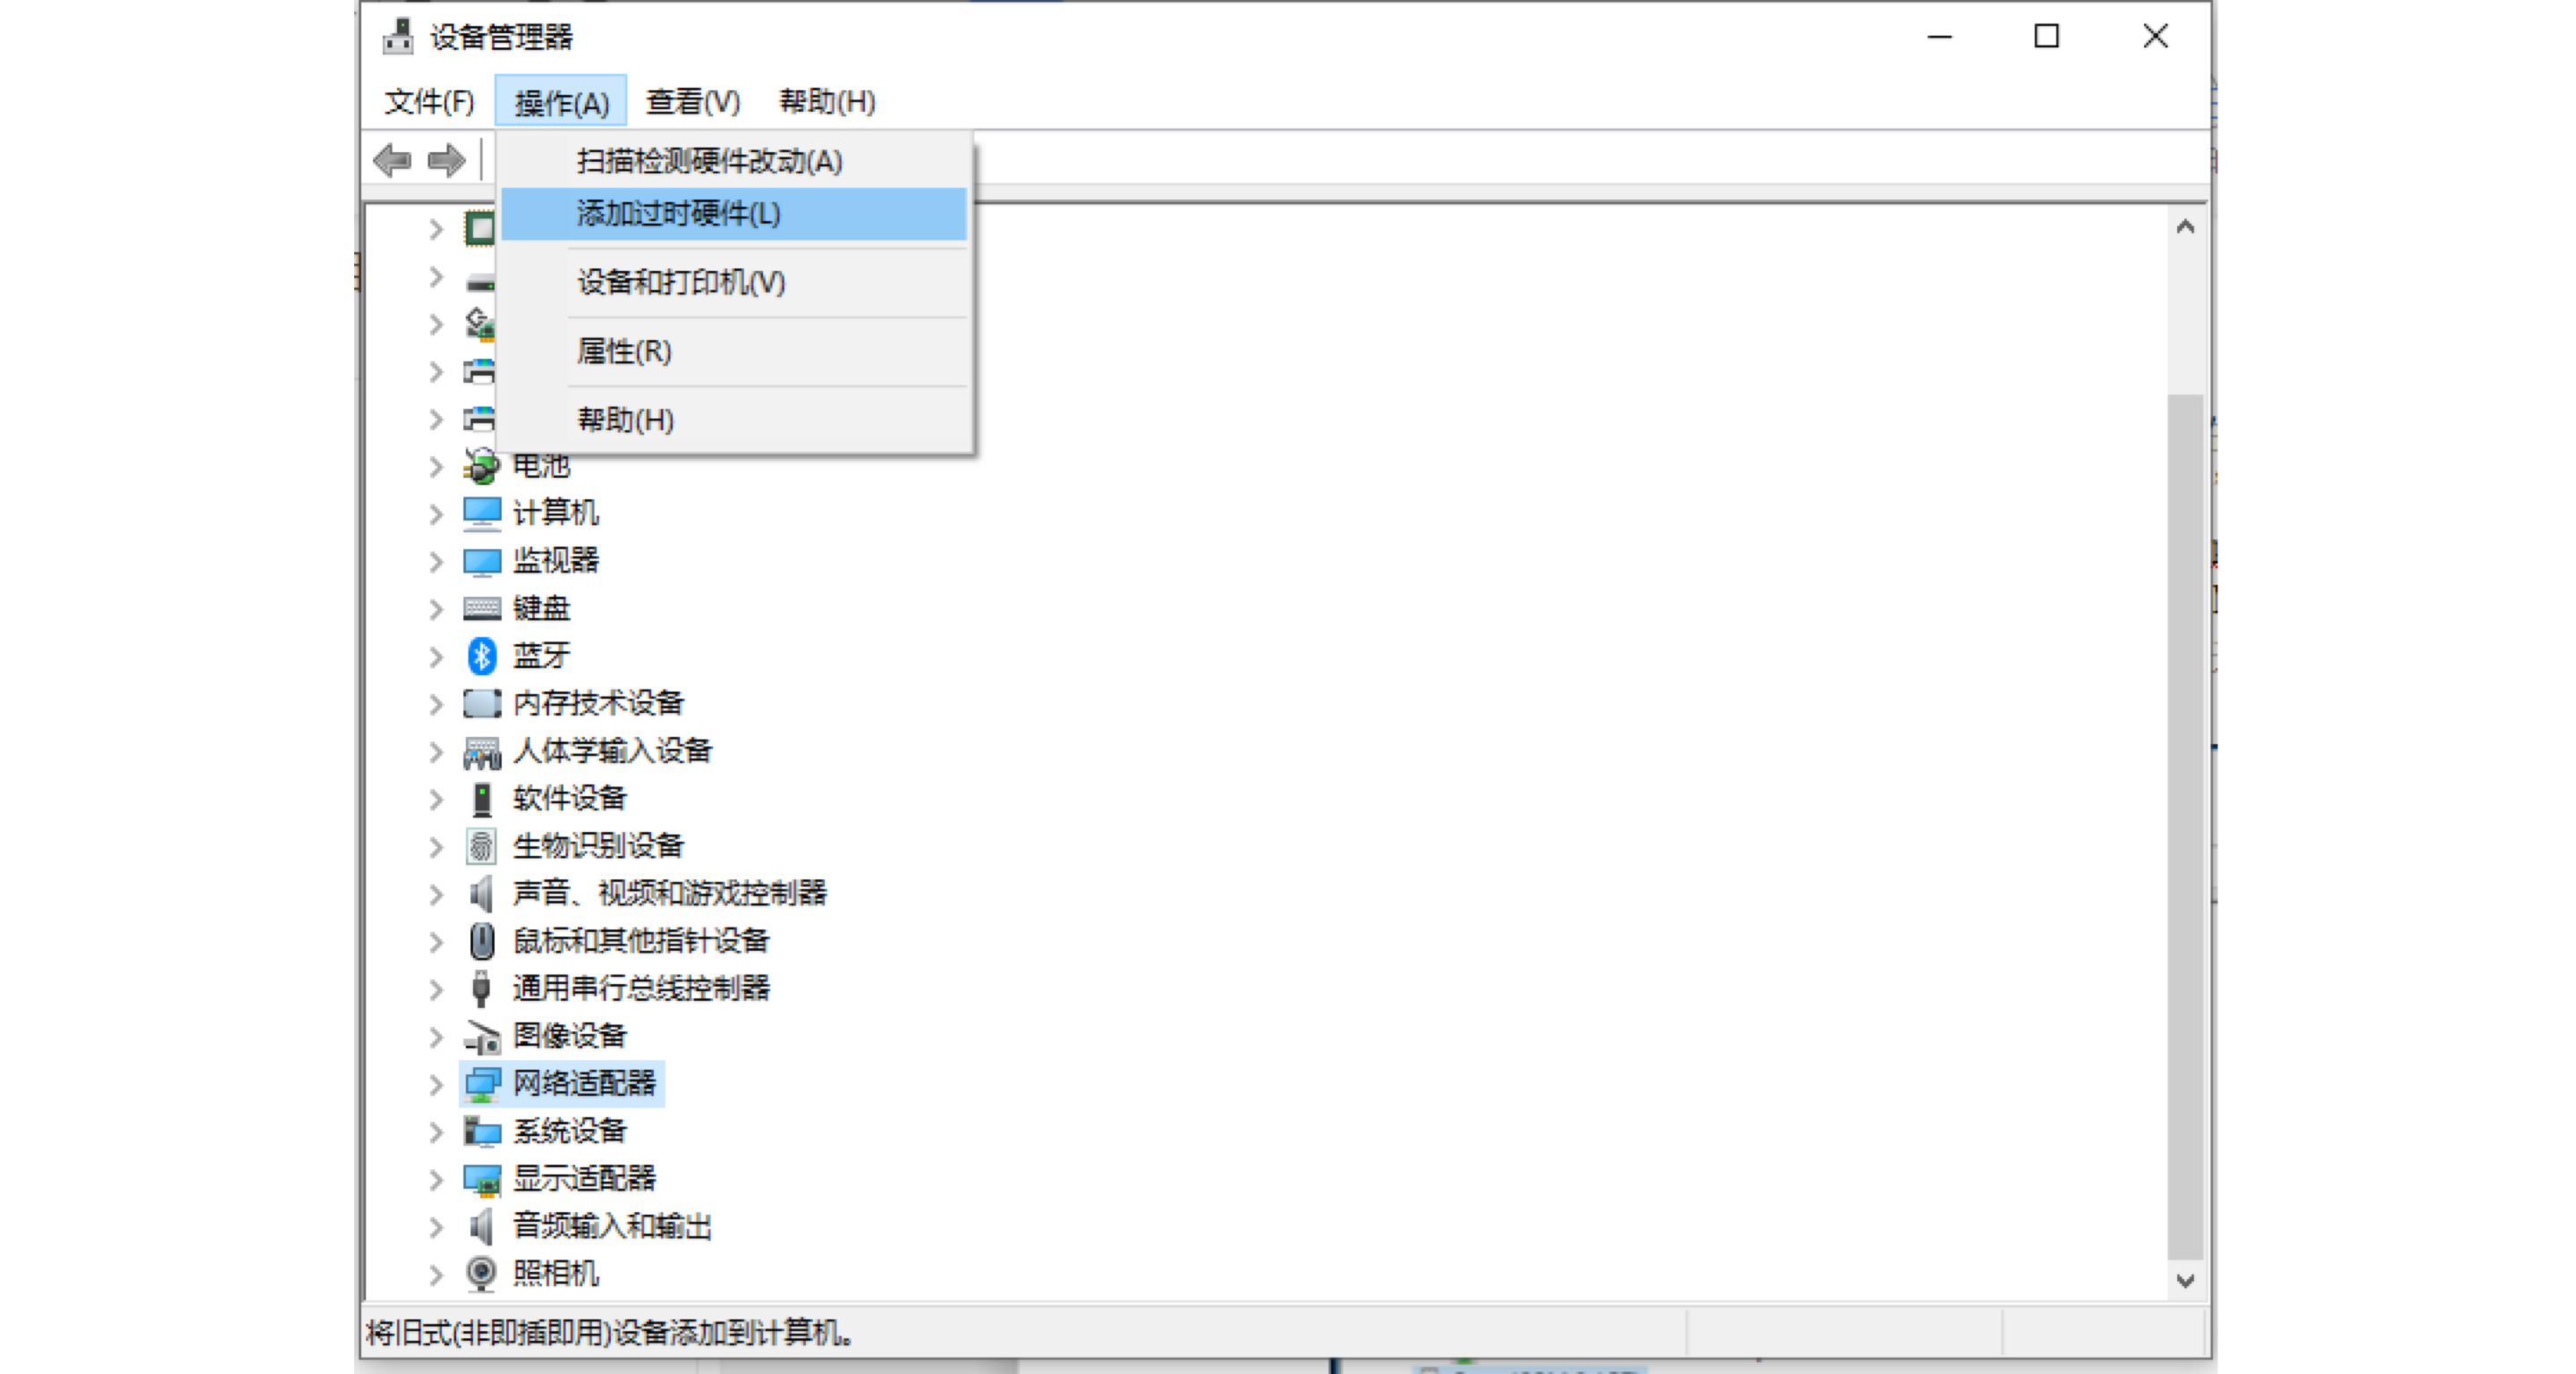 设备管理器
文件(F) 操作(A) 查看(V) 帮助(H)
扫描检测硬件改动(A)
添加过时硬件(L)
设备和打印机(V)
属性(R)
帮助(H)
电池
计算机
监视器
键盘
蓝牙
内存技术设备
人体学输入设备
软件设备
生物识别设备
声音、视频和游戏控制器
鼠标和其他指针设备
通用串行总线控制器
图像设备
网络适配器
系统设备
显示适配器
音频输入和输出
照相机
将旧式(非即插即用)设备添加到计算机。